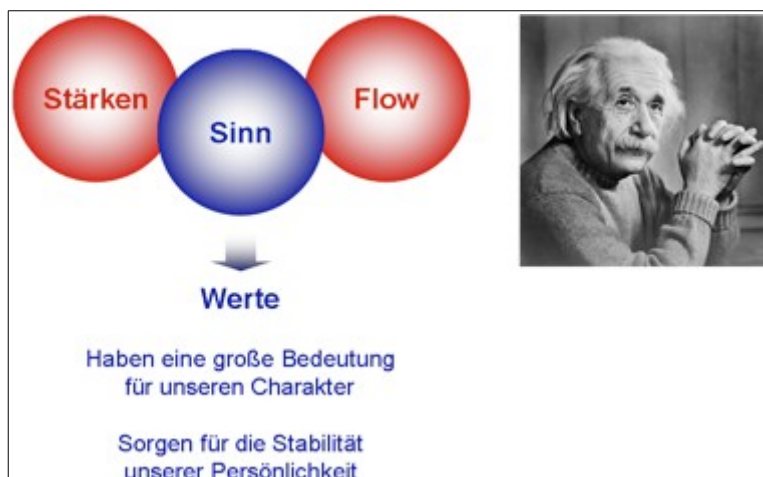 Stärken
Sinn
Flow
Werte
Haben eine große Bedeutung
für unseren Charakter
Sorgen für die Stabilität
unserer Persönlichkeit